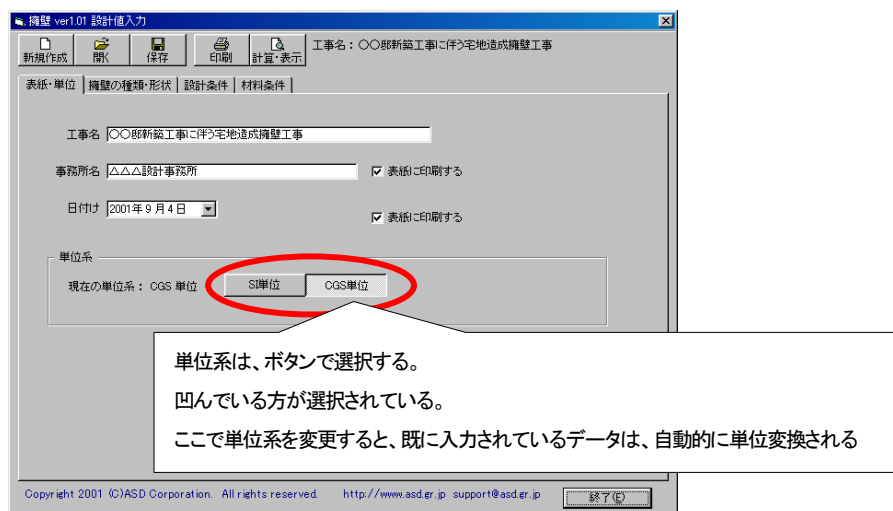 擁壁 ver1.01 設計値入力
新規作成 開く 保存 印刷 計算・表示 工事名：〇〇邸新築工事に伴う宅地造成擁壁工事
表紙・単位 擁壁の種類・形状 設計条件 材料条件
工事名 〇〇邸新築工事に伴う宅地造成擁壁工事
事務所名 △△△設計事務所 表紙に印刷する
日付け 2001年 9 月 4 日 表紙に印刷する
単位系
現在の単位系： CGS 単位 SI単位 CGS単位
単位系は、ボタンで選択する。
凹んでいる方が選択されている。
ここで単位系を変更すると、既に入力されているデータは、自動的に単位変換される
Copyright 2001 (C)ASD Corporation. All rights reserved. http://www.asd.gr.jp support@asd.gr.jp 終了(E)